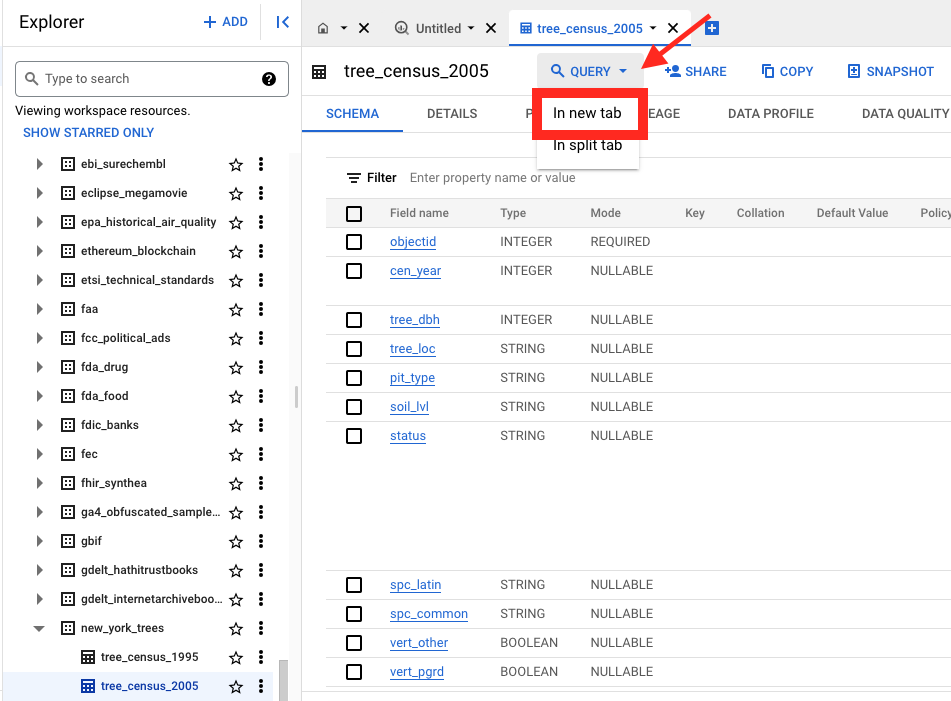 Explorer
+ ADD
Untitled
tree_census_2005
Type to search
Viewing workspace resources.
SHOW STARRED ONLY
ebi_surechembl
eclipse_megamovie
epa_historical_air_quality
ethereum_blockchain
etsi_technical_standards
faa
fcc_political_ads
fda_drug
fda_food
fdic_banks
fec
fhir_synthea
ga4_obfuscated_sample...
gbif
gdelt_hathitrustbooks
gdelt_internetarchiveboo...
new_york_trees
tree_census_1995
tree_census_2005
tree_census_2005
QUERY
SHARE
COPY
SNAPSHOT
SCHEMA
DETAILS
P
EAGE
DATA PROFILE
DATA QUALITY
In new tab
In split tab
Filter Enter property name or value
Field name Type Mode Key Collation Default Value Policy
objectid INTEGER REQUIRED
cen_year INTEGER NULLABLE
tree_dbh INTEGER NULLABLE
tree_loc STRING NULLABLE
pit_type STRING NULLABLE
soil_lvl STRING NULLABLE
status STRING NULLABLE
spc_latin STRING NULLABLE
spc_common STRING NULLABLE
vert_other BOOLEAN NULLABLE
vert_pgrd BOOLEAN NULLABLE